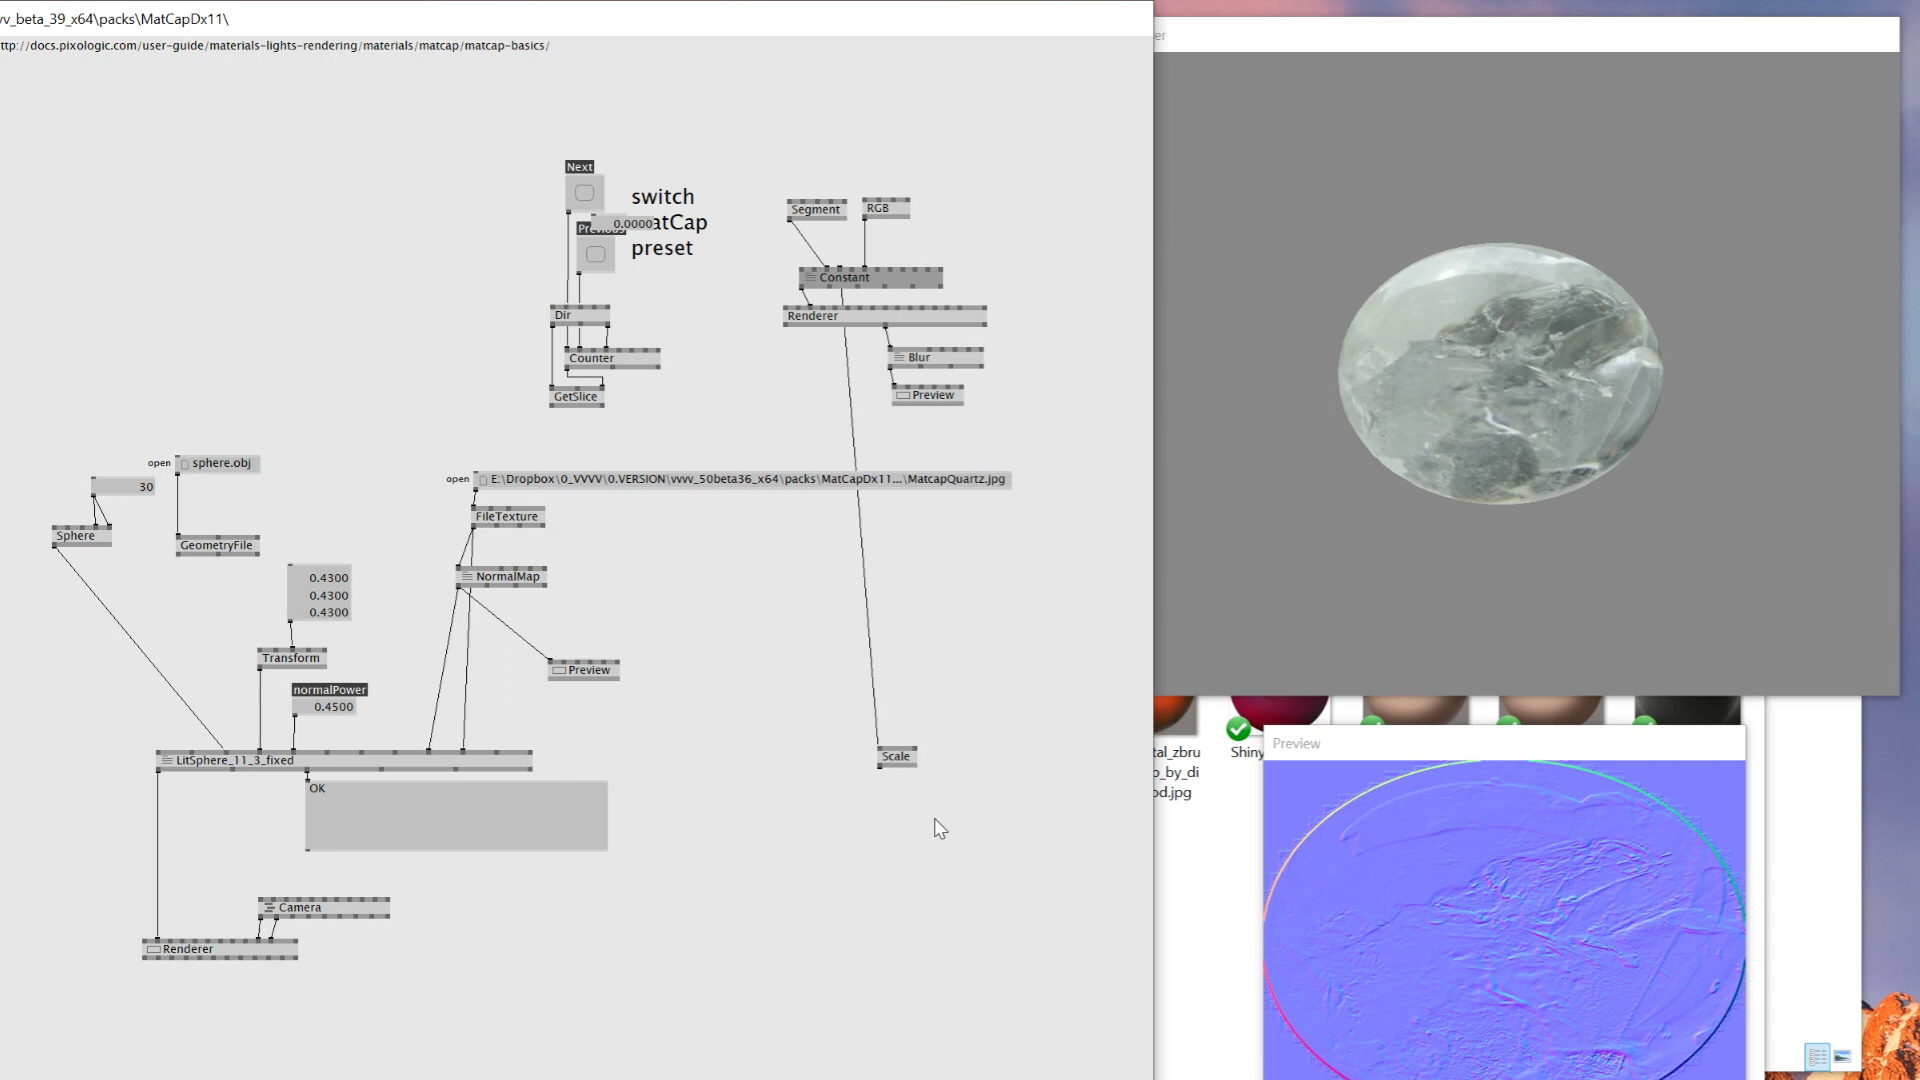 vv_beta_39_x64\packs\MatCapDx11\
ttp://docs.pixologic.com/user-guide/materials-lights-rendering/materials/matcap/matcap-basics/
er
Next
switch
atCap
preset
0.0000
Dir
Counter
GetSlice
Segment
RGB
Constant
Renderer
Blur
Preview
open
sphere.obj
30
Sphere
GeometryFile
open
E:\Dropbox\0_VVVV\0.VERSION\vvvv_50beta36_x64\packs\MatCapDx11...\MatcapQuartz.jpg
FileTexture
NormalMap
Preview
0.4300
0.4300
0.4300
Transform
normalPower
0.4500
LitSphere_11_3_fixed
OK
Scale
Camera
Renderer
tal_zbru
o_by_di
od.jpg
Shiny
Preview